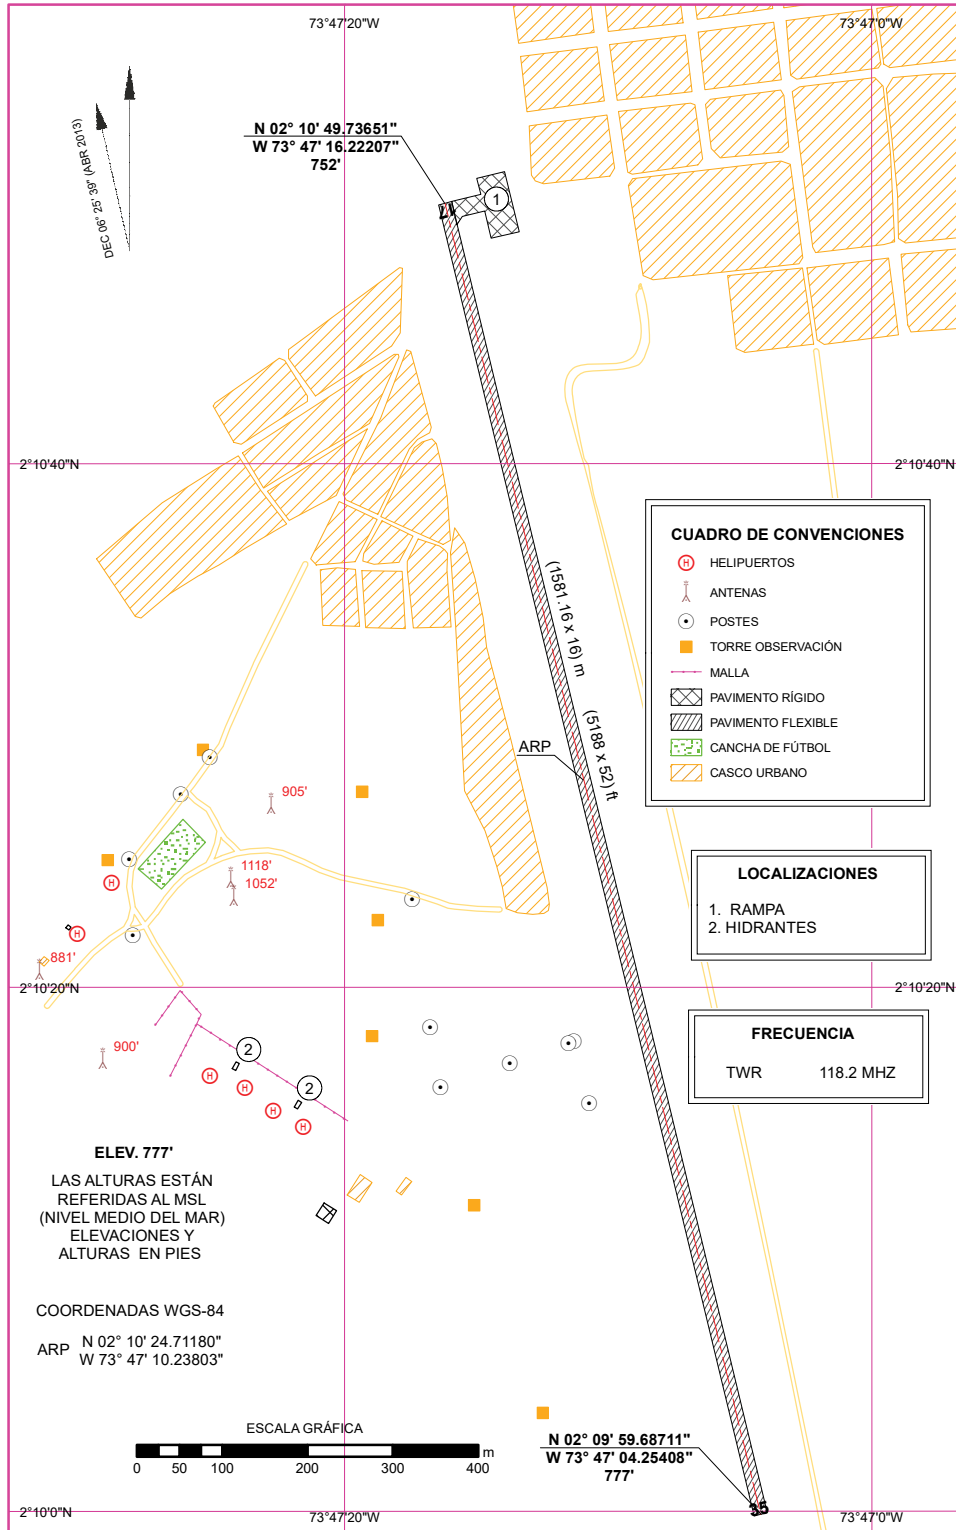 73°47'20"W
73°47'0"W
DEC 06° 25' 39" (ABR 2013)
N 02° 10' 49.73651"
W 73° 47' 16.22207"
752'
17
1
2°10'40"N
2°10'40"N
(1581.16 x 16) m
(5188 x 52) ft
ARP
CUADRO DE CONVENCIONES
H HELIPUERTOS
ANTENAS
POSTES
TORRE OBSERVACIÓN
MALLA
PAVIMENTO RÍGIDO
PAVIMENTO FLEXIBLE
CANCHA DE FÚTBOL
CASCO URBANO
905'
1118'
1052'
H
H
881'
LOCALIZACIONES
1. RAMPA
2. HIDRANTES
2°10'20"N
2°10'20"N
FRECUENCIA
TWR 118.2 MHZ
900'
2
2
H
H
H
H
ELEV. 777'
LAS ALTURAS ESTÁN
REFERIDAS AL MSL
(NIVEL MEDIO DEL MAR)
ELEVACIONES Y
ALTURAS EN PIES
COORDENADAS WGS-84
ARP N 02° 10' 24.71180"
W 73° 47' 10.23803"
ESCALA GRÁFICA
m
0 50 100 200 300 400
N 02° 09' 59.68711"
W 73° 47' 04.25408"
777'
35
2°10'0"N
2°10'0"N
73°47'20"W
73°47'0"W